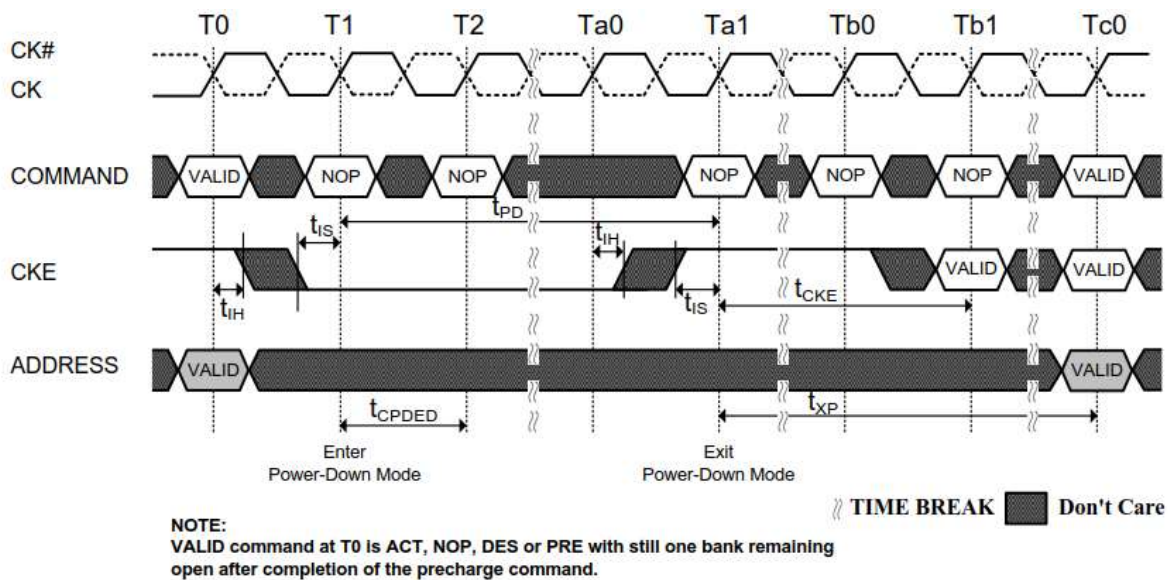 T0 T1 T2 Ta0 Ta1 Tb0 Tb1 Tc0
CK#
CK
COMMAND VALID NOP NOP NOP NOP NOP VALID
tPD
tIS
tIH
CKE VALID VALID
tIH
tIS
tCKE
ADDRESS VALID VALID
tCPDED
tXP
Enter
Power-Down Mode
Exit
Power-Down Mode
TIME BREAK Don't Care
NOTE:
VALID command at T0 is ACT, NOP, DES or PRE with still one bank remaining
open after completion of the precharge command.